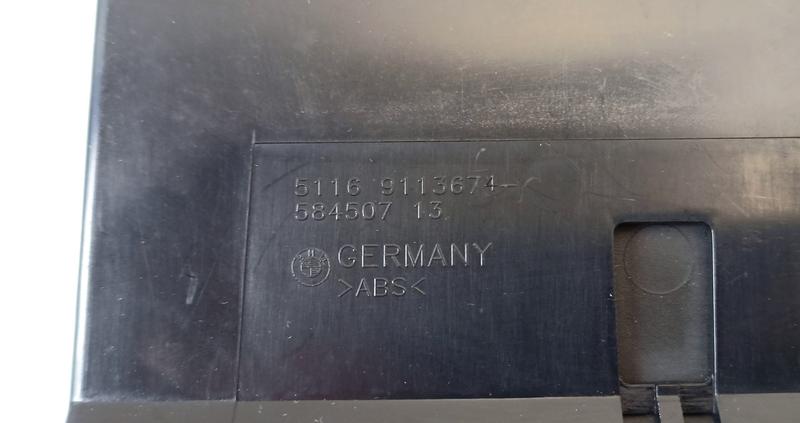 5116 9113674-
584507 13
GERMANY
>ABS<